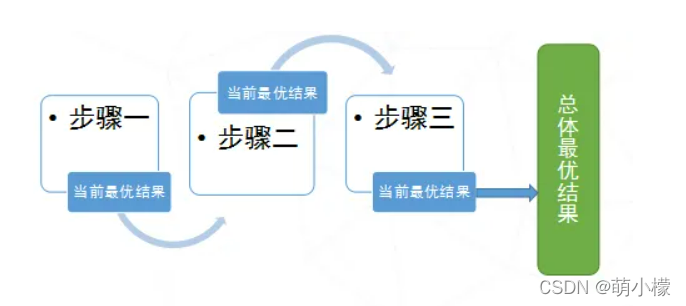 • 步骤一
当前最优结果
当前最优结果
• 步骤二
• 步骤三
当前最优结果
总体最优结果
CSDN @萌小檬